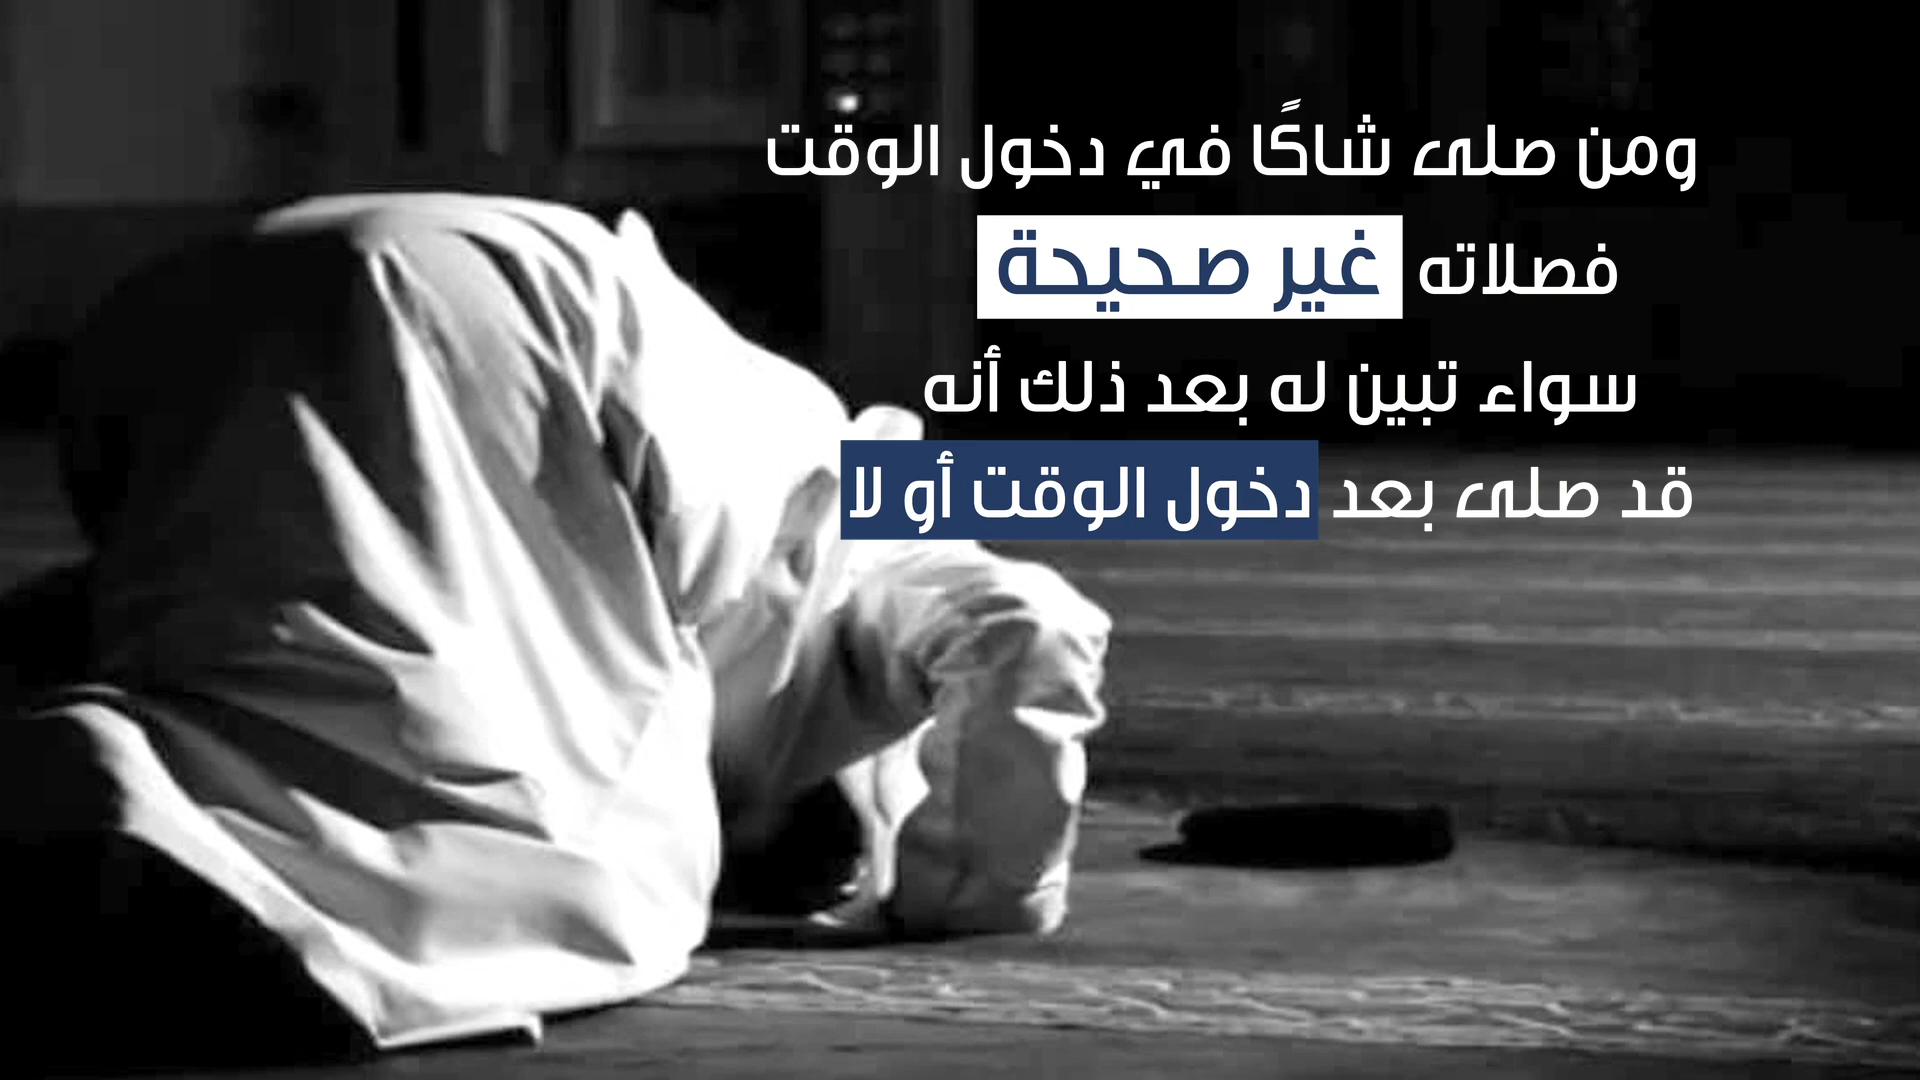 ومن صلى شاكًا في دخول الوقت
فصلاته غير صحيحة
سواء تبين له بعد ذلك أنه
قد صلى بعد دخول الوقت أو لا